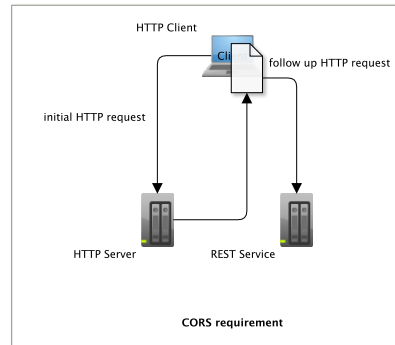 HTTP Client
follow up HTTP request
initial HTTP request
HTTP Server
REST Service
CORS requirement